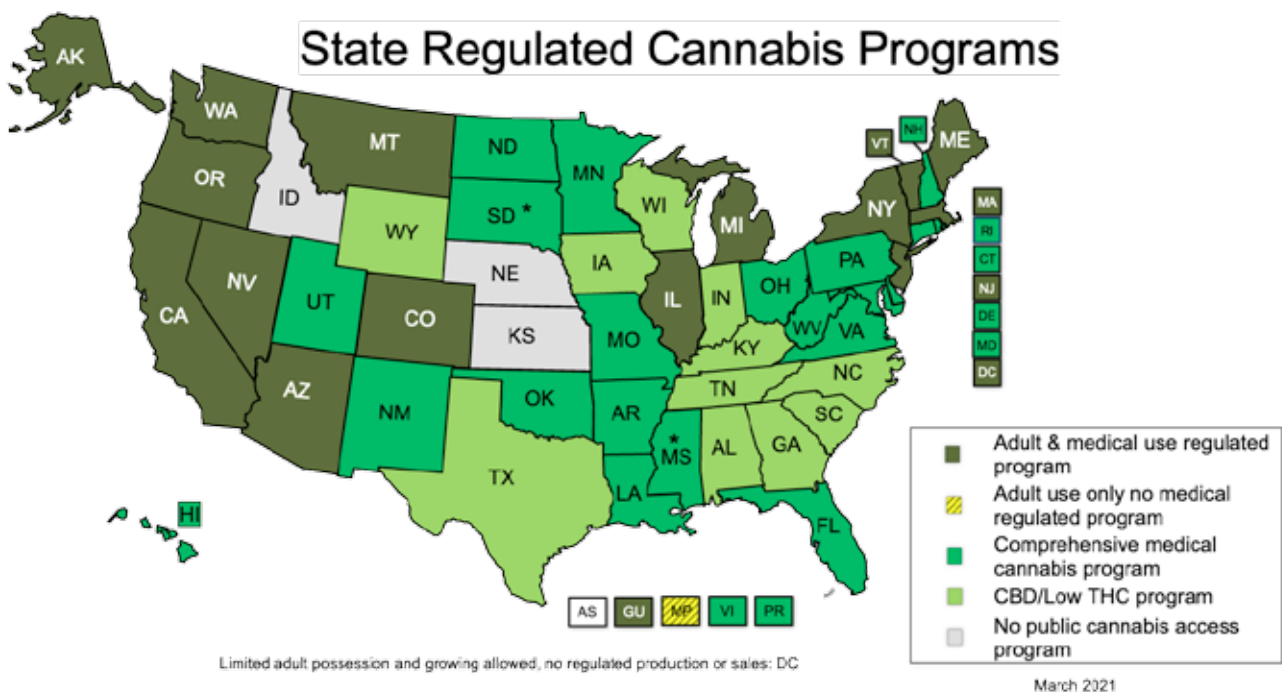 State Regulated Cannabis Programs
AK
WA
MT
ND
MN
VT
NH
ME
OR
ID
SD *
WI
MI
NY
MA
WY
RI
CT
NV
NE
IA
PA
NJ
CA
UT
CO
IL
IN
OH
DE
KS
MO
WV
VA
MD
KY
DC
AZ
NM
OK
AR
TN
NC
SC
*
MS
AL
GA
TX
LA
FL
HI
AS
GU
MP
VI
PR
Adult & medical use regulated
program
Adult use only no medical
regulated program
Comprehensive medical
cannabis program
CBD/Low THC program
No public cannabis access
program
Limited adult possession and growing allowed, no regulated production or sales: DC
March 2021